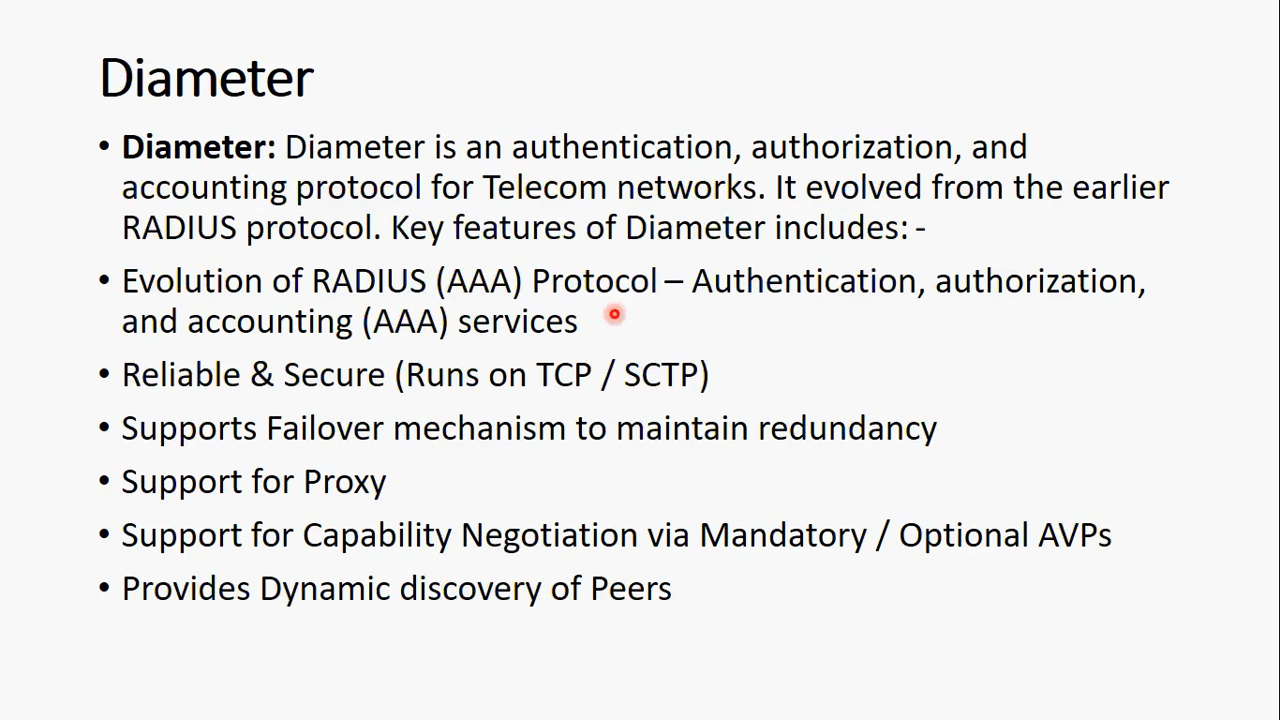 Diameter
• Diameter: Diameter is an authentication, authorization, and
accounting protocol for Telecom networks. It evolved from the earlier
RADIUS protocol. Key features of Diameter includes: -
• Evolution of RADIUS (AAA) Protocol – Authentication, authorization,
and accounting (AAA) services
• Reliable & Secure (Runs on TCP / SCTP)
• Supports Failover mechanism to maintain redundancy
• Support for Proxy
• Support for Capability Negotiation via Mandatory / Optional AVPs
• Provides Dynamic discovery of Peers